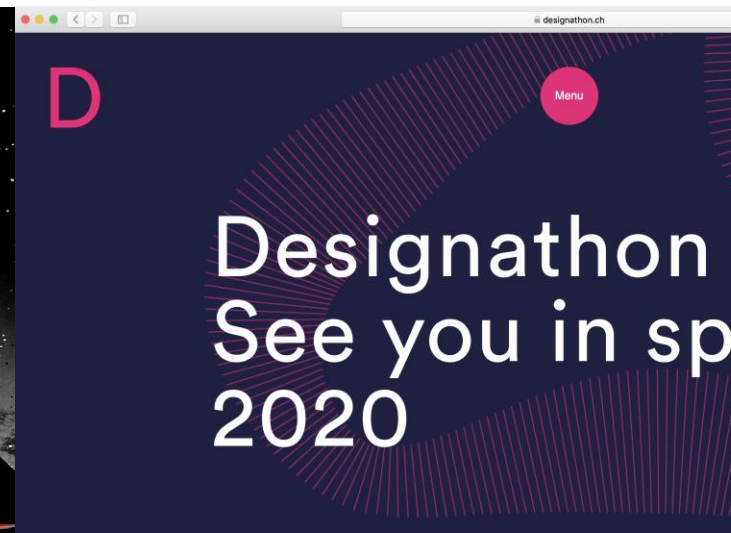 designathon.ch
D
Menu
Designathon
See you in sp
2020